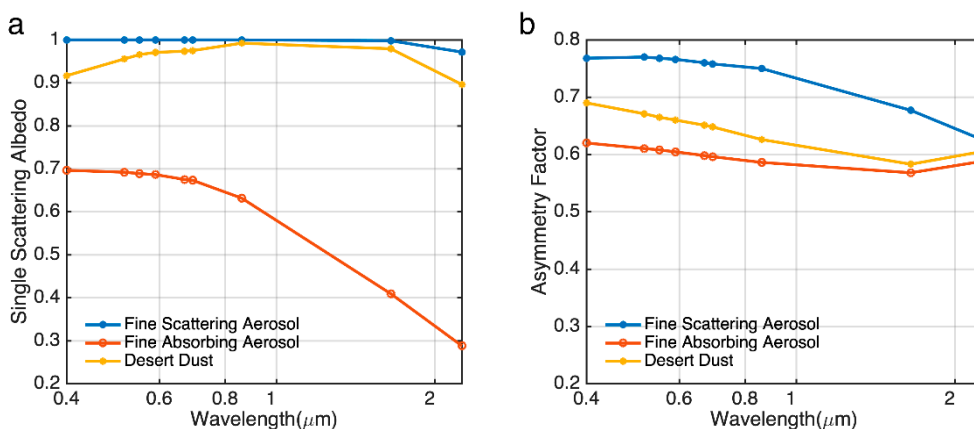 a
1
0.9
0.8
0.7
0.6
0.5
0.4
0.3
0.2
Single Scattering Albedo
Fine Scattering Aerosol
Fine Absorbing Aerosol
Desert Dust
0.4 0.6 0.8 1 2
Wavelength(μm)
b
0.8
0.7
0.6
0.5
0.4
0.3
0.2
Asymmetry Factor
Fine Scattering Aerosol
Fine Absorbing Aerosol
Desert Dust
0.4 0.6 0.8 1 2
Wavelength(μm)